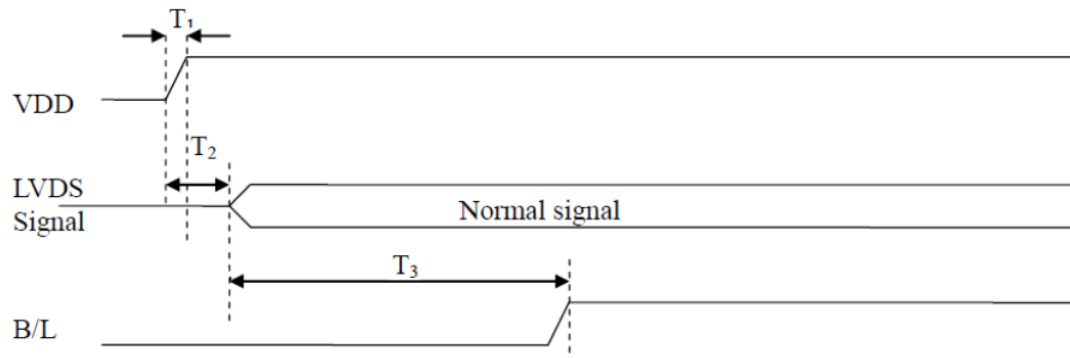 T₁
VDD
T₂
LVDS
Signal
Normal signal
T₃
B/L